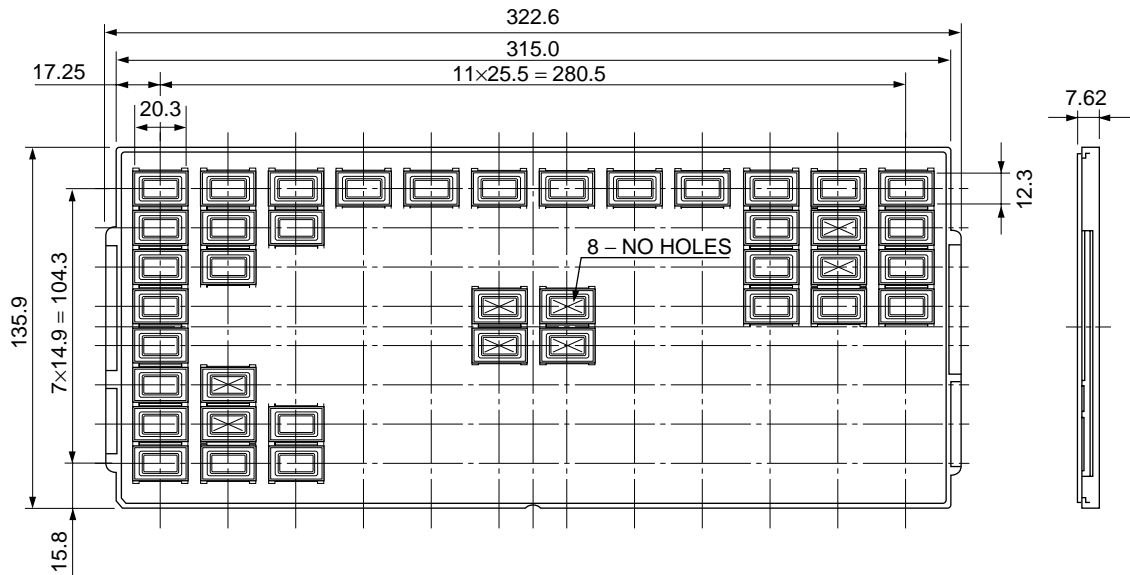 322.6
315.0
17.25
11×25.5 = 280.5
7.62
20.3
12.3
8 – NO HOLES
135.9
7×14.9 = 104.3
15.8